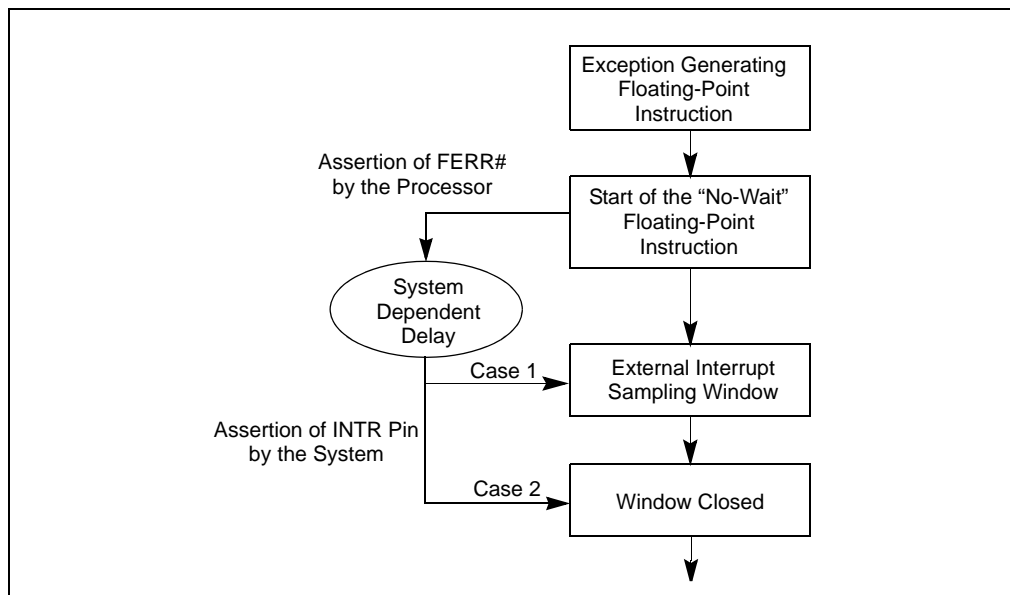 Exception Generating
Floating-Point
Instruction
Assertion of FERR#
by the Processor
Start of the “No-Wait”
Floating-Point
Instruction
System
Dependent
Delay
Case 1
External Interrupt
Sampling Window
Assertion of INTR Pin
by the System
Case 2
Window Closed